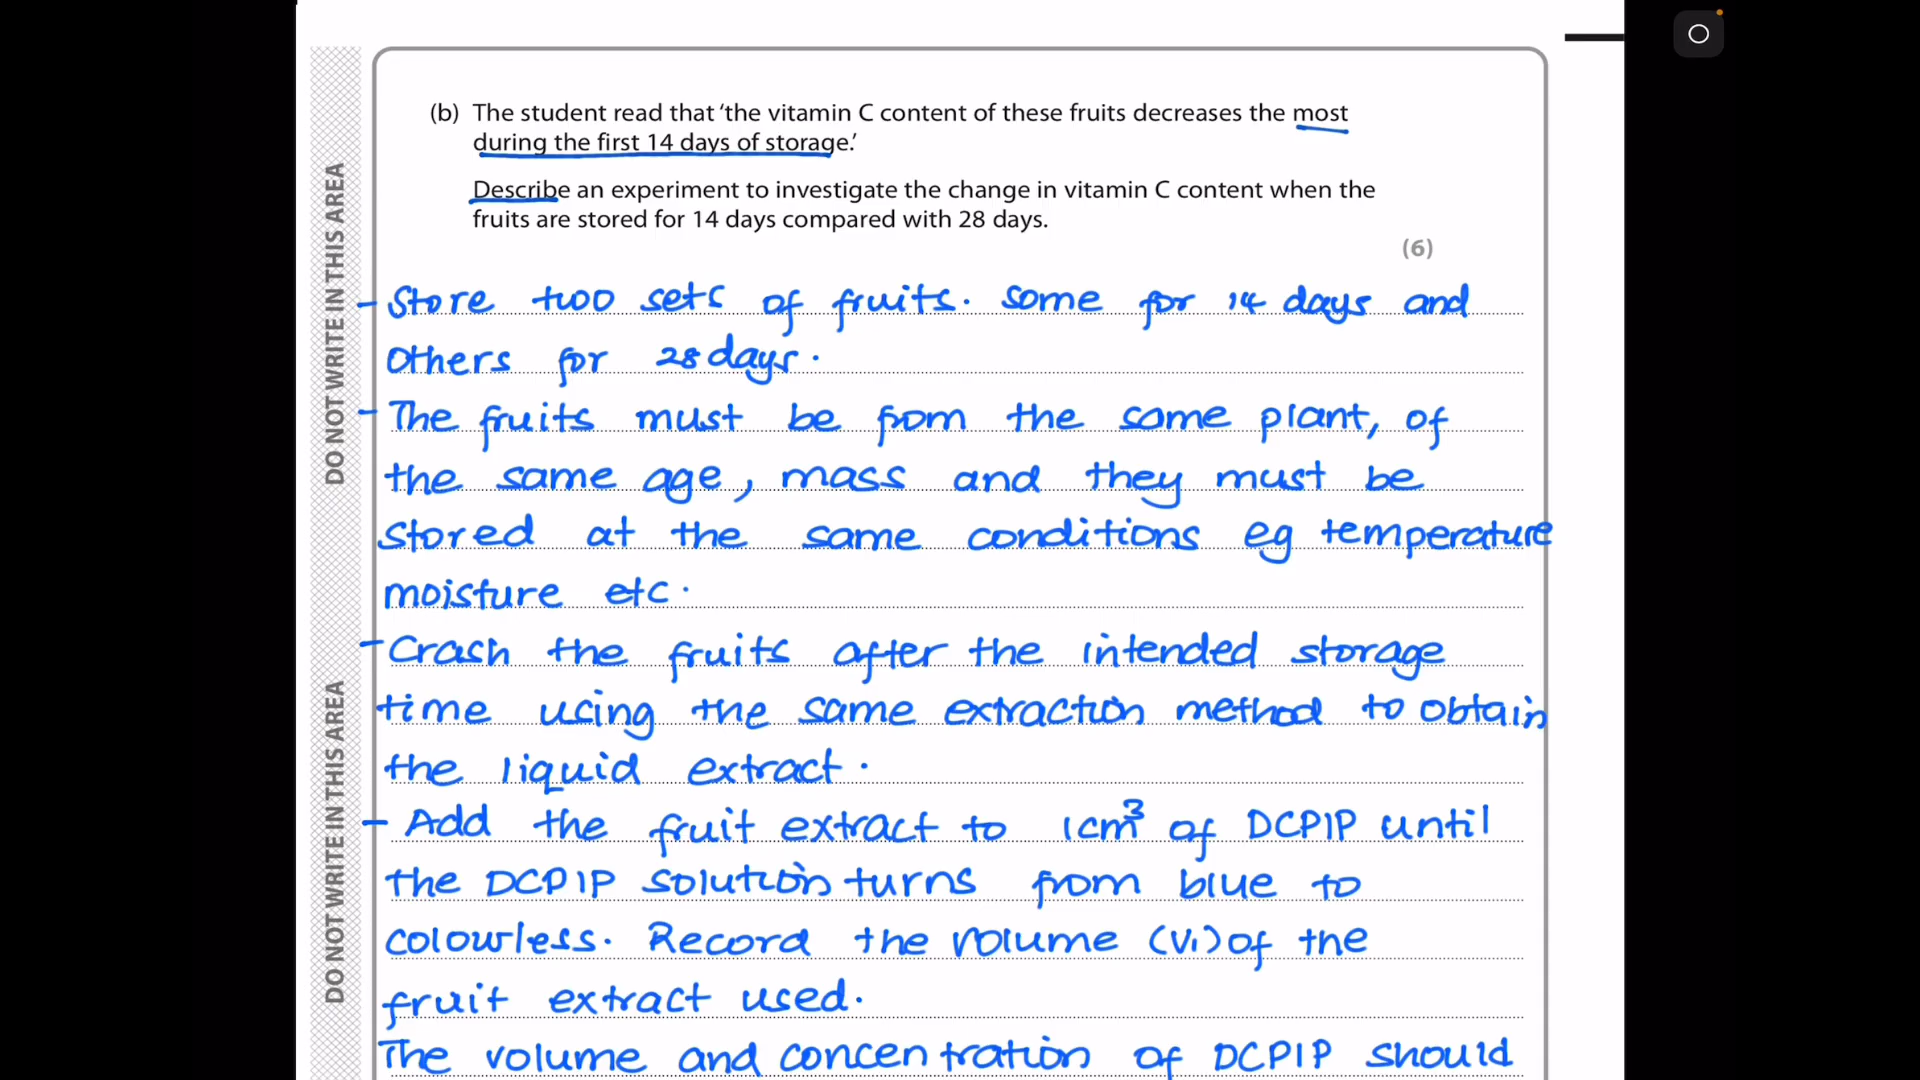 (b) The student read that ‘the vitamin C content of these fruits decreases the most
during the first 14 days of storage.’
Describe an experiment to investigate the change in vitamin C content when the
fruits are stored for 14 days compared with 28 days.
(6)
- Store two sets of fruits. Some for 14 days and
others for 28 days.
- The fruits must be from the same plant, of
the same age, mass and they must be
stored at the same conditions eg temperature
moisture etc.
- Crash the fruits after the intended storage
time using the same extraction method to obtain
the liquid extract.
- Add the fruit extract to 1cm³ of DCPIP until
the DCPIP solution turns from blue to
colourless. Record the volume (V1) of the
fruit extract used.
The volume and concentration of DCPIP should
DO NOT WRITE IN THIS AREA
DO NOT WRITE IN THIS AREA